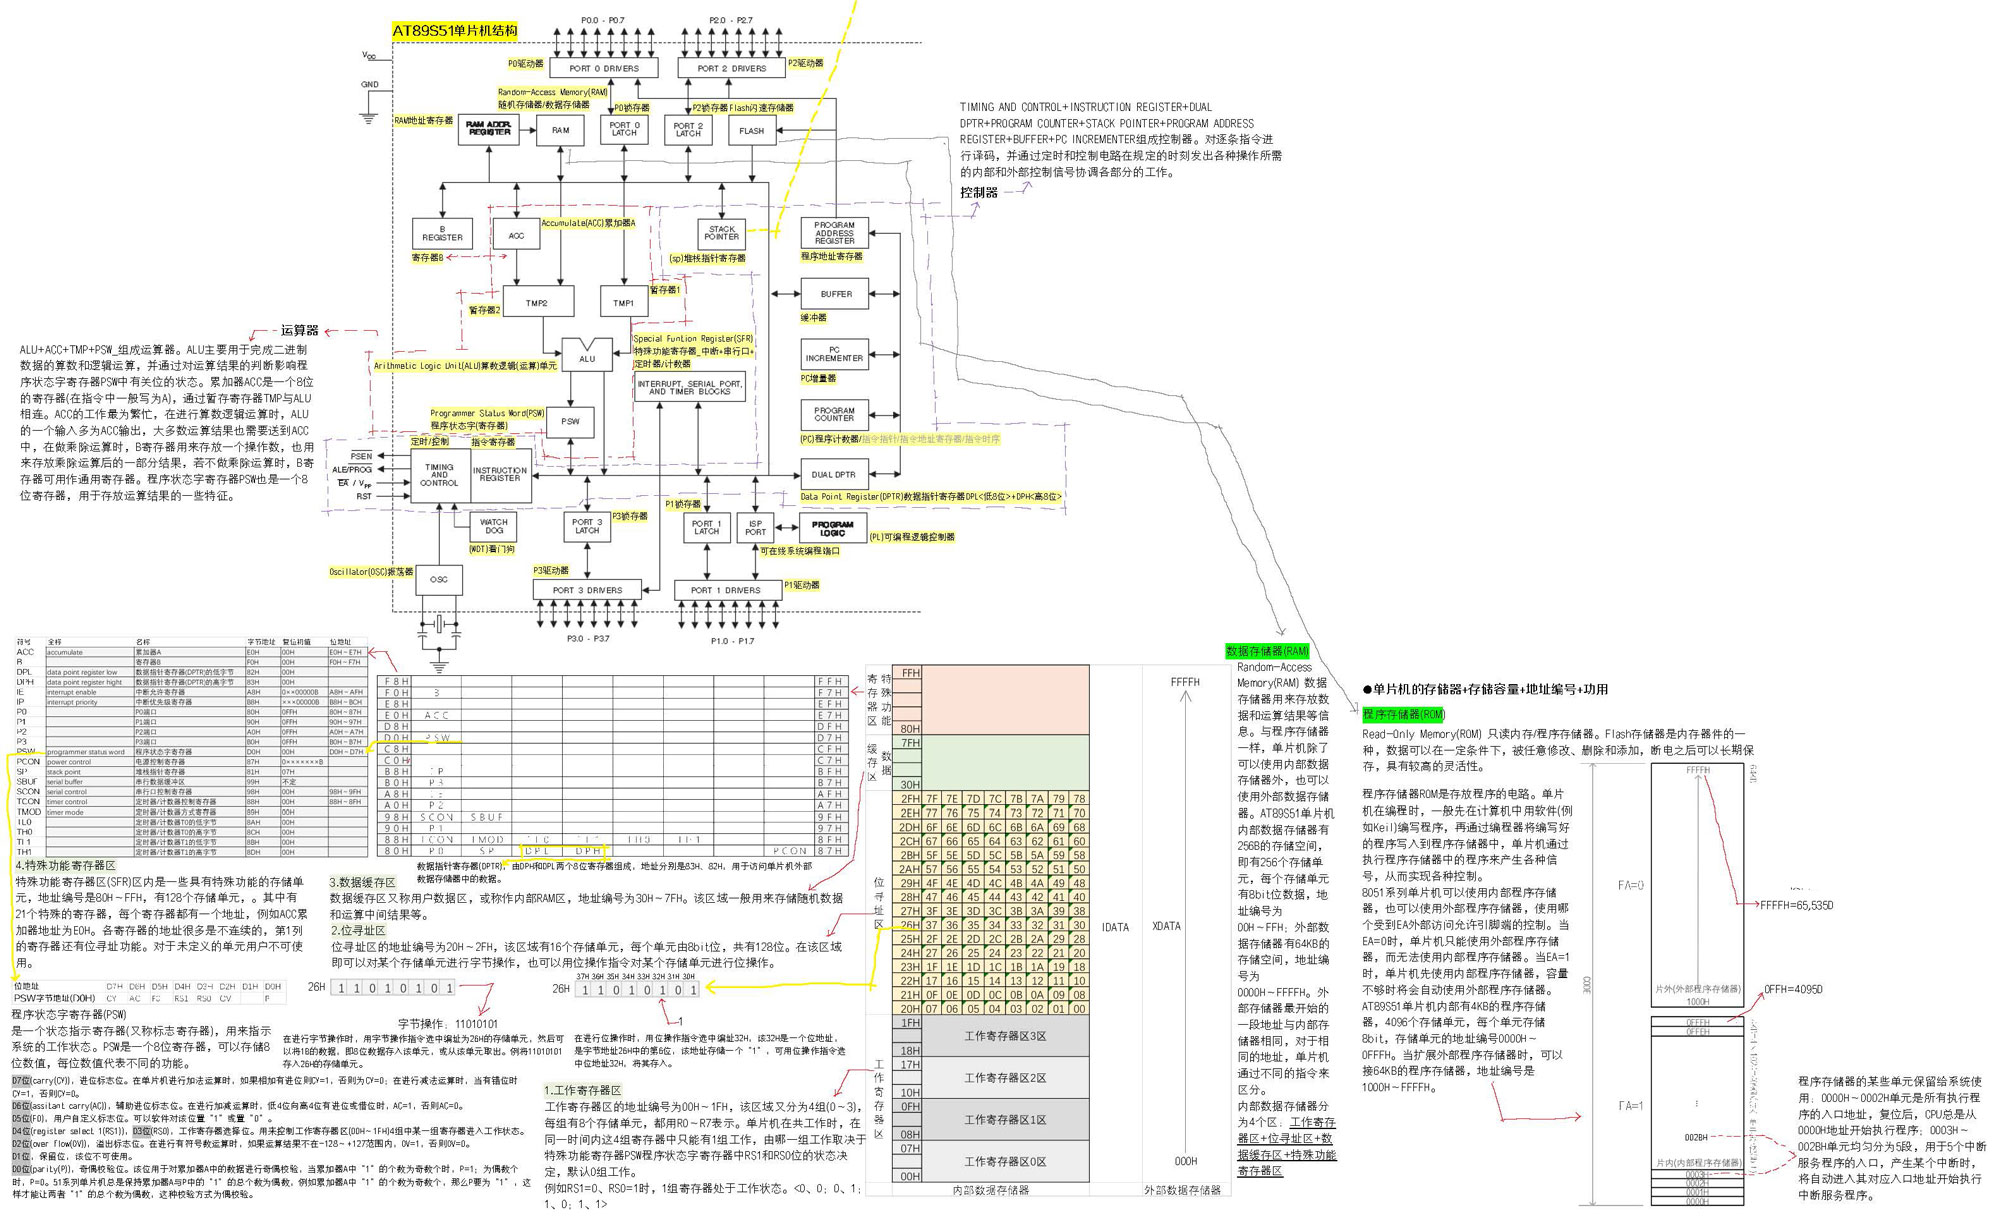 AT89S51单片机结构
P0.0 - P0.7
P2.0 - P2.7
VCC
GND
P0驱动器
PORT 0 DRIVERS
PORT 2 DRIVERS
P2驱动器
Random-Access Memory(RAM)
随机存储器/数据存储器
P0锁存器
P2锁存器
Flash闪速存储器
RAM地址寄存器
RAM ADDR.
REGISTER
RAM
PORT 0
LATCH
PORT 2
LATCH
FLASH
TIMING AND CONTROL+INSTRUCTION REGISTER+DUAL
DPTR+PROGRAM COUNTER+STACK POINTER+PROGRAM ADDRESS
REGISTER+BUFFER+PC INCREMENTER组成控制器。对逐条指令进
行译码，并通过定时和控制电路在规定的时刻发出各种操作所需
的内部和外部控制信号协调各部分的工作。
控制器
B
REGISTER
寄存器B
ACC
Accumulate(ACC)累加器A
STACK
POINTER
(sp)堆栈指针寄存器
PROGRAM
ADDRESS
REGISTER
程序地址寄存器
TMP2
暂存器2
TMP1
暂存器1
BUFFER
缓冲器
ALU
Arithmetic Logic Unit(ALU)算数逻辑(运算)单元
Special Funtion Register(SFR)
特殊功能寄存器_中断+串行口+
定时器/计数器
INTERRUPT, SERIAL PORT,
AND TIMER BLOCKS
PC
INCREMENTER
PC增量器
Programmer Status Word(PSW)
程序状态字(寄存器)
PSW
PROGRAM
COUNTER
(PC)程序计数器/指令指针/指令地址寄存器/指令时序
定时/控制
指令寄存器
PSEN
ALE/PROG
EA / VPP
RST
TIMING
AND
CONTROL
INSTRUCTION
REGISTER
DUAL DPTR
Data Point Register(DPTR)数据指针寄存器DPL<低8位>+DPH<高8位>
WATCH
DOG
(WDT)看门狗
PORT 3
LATCH
P3锁存器
P1锁存器
PORT 1
LATCH
ISP
PORT
可在线系统编程端口
PROGRAM
LOGIC
(PL)可编程逻辑控制器
Oscillator(OSC)振荡器
OSC
P3驱动器
PORT 3 DRIVERS
PORT 1 DRIVERS
P1驱动器
P3.0 - P3.7
P1.0 - P1.7
运算器
ALU+ACC+TMP+PSW_组成运算器。ALU主要用于完成二进制
数据的算数和逻辑运算，并通过对运算结果的判断影响程
序状态字寄存器PSW中有关位的状态。累加器ACC是一个8位
的寄存器(在指令中一般写为A)，通过暂存寄存器TMP与ALU
相连。ACC的工作最为繁忙，在进行算数逻辑运算时，ALU
的一个输入多为ACC输出，大多数运算结果也需要送到ACC
中，在做乘除运算时，B寄存器用来存放一个操作数，也用
来存放乘除运算后的一部分结果，若不做乘除运算时，B寄
存器可用作通用寄存器。程序状态字寄存器PSW也是一个8
位寄存器，用于存放运算结果的一些特征。
符号 全称 名称 字节地址 复位初值 位地址
ACC accumulate 累加器A E0H 00H E0H~E7H
B 寄存器B F0H 00H F0H~F7H
DPL data point register low 数据指针寄存器(DPTR)的低字节 82H 00H
DPH data point register hight 数据指针寄存器(DPTR)的高字节 83H 00H
IE interrupt enable 中断允许寄存器 A8H 0××00000B A8H~AFH
IP interrupt priority 中断优先级寄存器 B8H ×××00000B B8H~BCH
P0 P0端口 80H 0FFH 80H~87H
P1 P1端口 90H 0FFH 90H~97H
P2 P2端口 A0H 0FFH A0H~A7H
P3 P3端口 B0H 0FFH B0H~B7H
PSW programmer status word 程序状态字寄存器 D0H 00H D0H~D7H
PCON power control 电源控制寄存器 87H 0×××××××B
SP stack point 堆栈指针寄存器 81H 07H
SBUF serial buffer 串行数据缓冲区 99H 不定
SCON serial control 串行口控制寄存器 98H 00H 98H~9FH
TCON timer control 定时器/计数器控制寄存器 88H 00H 88H~8FH
TMOD timer mode 定时器/计数器方式寄存器 89H 00H
TL0 定时器/计数器T0的低字节 8AH 00H
TH0 定时器/计数器T0的高字节 8CH 00H
TL1 定时器/计数器T1的低字节 8BH 00H
TH1 定时器/计数器T1的高字节 8DH 00H
F8H FFH
F0H B F7H
E8H EFH
E0H ACC E7H
D8H DFH
D0H PSW D7H
C8H CFH
C0H C7H
B8H IP BFH
B0H P3 B7H
A8H IE AFH
A0H P2 A7H
98H SCON SBUF 9FH
90H P1 97H
88H TCON TMOD TL0 TL1 TH0 TH1 8FH
80H P0 SP DPL DPH PCON 87H
数据指针寄存器(DPTR)，由DPH和DPL两个8位寄存器组成，地址分别是83H、82H，用于访问单片机外部
数据存储器中的数据。
4.特殊功能寄存器区
特殊功能寄存器区(SFR)区内是一些具有特殊功能的存储单
元，地址编号是80H~FFH，有128个存储单元，。其中有
21个特殊的寄存器，每个寄存器都有一个地址，例如ACC累
加器地址为E0H。各寄存器的地址很多是不连续的，第1列
的寄存器还有位寻址功能。对于未定义的单元用户不可使
用。
3.数据缓存区
数据缓存区又称用户数据区，或称作内部RAM区，地址编号为30H~7FH。该区域一般用来存储随机数据
和运算中间结果等。
2.位寻址区
位寻址区的地址编号为20H~2FH，该区域有16个存储单元，每个单元由8bit位，共有128位。在该区域
即可以对某个存储单元进行字节操作，也可以用位操作指令对某个存储单元进行位操作。
位地址 D7H D6H D5H D4H D3H D2H D1H D0H
PSW字节地址(D0H) CY AC F0 RS1 RS0 OV P
26H 1 1 0 1 0 1 0 1
37H 36H 35H 34H 33H 32H 31H 30H
26H 1 1 0 1 0 1 0 1
1
字节操作：11010101
在进行字节操作时，用字节操作指令选中编址为26H的存储单元，然后可
以将1B的数据，即8位数据存入该单元，或从该单元取出。例将11010101
存入26H的存储单元。
在进行位操作时，用位操作指令选中编址32H，该32H是一个位地址，
是字节地址26H中的第6位，该地址存储一个"1"，可用位操作指令选
中位地址32H，将其存入。
程序状态字寄存器(PSW)
是一个状态指示寄存器(又称标志寄存器)，用来指示
系统的工作状态。PSW是一个8位寄存器，可以存储8
位数值，每位数值代表不同的功能。
D7位(carry(CY))，进位标志位。在单片机进行加法运算时，如果相加有进位则CY=1，否则为CY=0；在进行减法运算时，当有错位时
CY=1，否则CY=0。
D6位(assitant carry(AC))，辅助进位标志位。在进行加减运算时，低4位向高4位有进位或借位时，AC=1，否则AC=0。
D5位(F0)，用户自定义标志位。可以软件对该位置"1"或置"0"。
D4位(register select 1(RS1))，D3位(RS0)，工作寄存器选择位。用来控制工作寄存器区(00H~1FH)4组中某一组寄存器进入工作状态。
D2位(over flow(OV))，溢出标志位。在进行有符号数运算时，如果运算结果不在-128~+127范围内，OV=1，否则OV=0。
D1位，保留位，该位不可使用。
D0位(parity(P))，奇偶校验位。该位用于对累加器A中的数据进行奇偶校验，当累加器A中"1"的个数为奇数个时，P=1；为偶数个
时，P=0。51系列单片机总是保持累加器A与P中的"1"的总个数为偶数，例如累加器A中"1"的个数为奇数个，那么P要为"1"，这
样才能让两者"1"的总个数为偶数，这种校验方式为偶校验。
1.工作寄存器区
工作寄存器区的地址编号为00H~1FH，该区域又分为4组(0~3)，
每组有8个存储单元，都用R0~R7表示。单片机在共工作时，在
同一时间内这4组寄存器中只能有1组工作，由哪一组工作取决于
特殊功能寄存器PSW程序状态字寄存器中RS1和RS0位的状态决
定，默认0组工作。
例如RS1=0、RS0=1时，1组寄存器处于工作状态。<0、0；0、1；
1、0；1、1>
特殊功能寄存器区
FFH
80H
数据缓存区
7FH
30H
位寻址区
2FH 7F 7E 7D 7C 7B 7A 79 78
2EH 77 76 75 74 73 72 71 70
2DH 6F 6E 6D 6C 6B 6A 69 68
2CH 67 66 65 64 63 62 61 60
2BH 5F 5E 5D 5C 5B 5A 59 58
2AH 57 56 55 54 53 52 51 50
29H 4F 4E 4D 4C 4B 4A 49 48
28H 47 46 45 44 43 42 41 40
27H 3F 3E 3D 3C 3B 3A 39 38
26H 37 36 35 34 33 32 31 30
25H 2F 2E 2D 2C 2B 2A 29 28
24H 27 26 25 24 23 22 21 20
23H 1F 1E 1D 1C 1B 1A 19 18
22H 17 16 15 14 13 12 11 10
21H 0F 0E 0D 0C 0B 0A 09 08
20H 07 06 05 04 03 02 01 00
工作寄存器区
1FH
工作寄存器区3区
18H
17H
工作寄存器区2区
10H
0FH
工作寄存器区1区
08H
07H
工作寄存器区0区
00H
内部数据存储器
IDATA
XDATA
FFFFH
000H
外部数据存储器
数据存储器(RAM)
Random-Access
Memory(RAM) 数据
存储器用来存放数
据和运算结果等信
息。与程序存储器
一样，单片机除了
可以使用内部数据
存储器外，也可以
使用外部数据存储
器。AT89S51单片机
内部数据存储器有
256B的存储空间，
即有256个存储单
元，每个存储单元
有8bit位数据，地
址编号为
00H~FFH；外部数
据存储器有64KB的
存储空间，地址编
号为
0000H~FFFFH。外
部存储器最开始的
一段地址与内部存
储器相同，对于相
同的地址，单片机
通过不同的指令来
区分。
内部数据存储器分
为4个区：工作寄存
器区+位寻址区+数
据缓存区+特殊功能
寄存器区
●单片机的存储器+存储容量+地址编号+功用
程序存储器(ROM)
Read-Only Memory(ROM) 只读内存/程序存储器。Flash存储器是内存器件的一
种，数据可以在一定条件下，被任意修改、删除和添加，断电之后可以长期保
存，具有较高的灵活性。
程序存储器ROM是存放程序的电路。单片
机在编程时，一般先在计算机中用软件(例
如Keil)编写程序，再通过编程器将编写好
的程序写入到程序存储器中，单片机通过
执行程序存储器中的程序来产生各种信
号，从而实现各种控制。
8051系列单片机可以使用内部程序存储
器，也可以使用外部程序存储器，使用哪
个受到EA外部访问允许引脚端的控制。当
EA=0时，单片机只能使用外部程序存储
器，而无法使用内部程序存储器。当EA=1
时，单片机先使用内部程序存储器，容量
不够时将会自动使用外部程序存储器。
AT89S51单片机内部有4KB的程序存储
器，4096个存储单元，每个单元存储
8bit，存储单元的地址编号0000H~
0FFFH。当扩展外部程序存储器时，可以
接64KB的程序存储器，地址编号是
1000H~FFFFH。
CODE
EA=0
EA=1
FFFFH
FFFFH=65,535D
片外(外部程序存储器)
1000H
0FFH=4095D
0FFFH
0FFEH
002BH
片内(内部程序存储器)
0003H
0002H
0001H
0000H
程序存储器的某些单元保留给系统使
用：0000H~0002H单元是所有执行程
序的入口地址，复位后，CPU总是从
0000H地址开始执行程序；0003H~
002BH单元均匀分为5段，用于5个中断
服务程序的入口，产生某个中断时，
将自动进入其对应入口地址开始执行
中断服务程序。